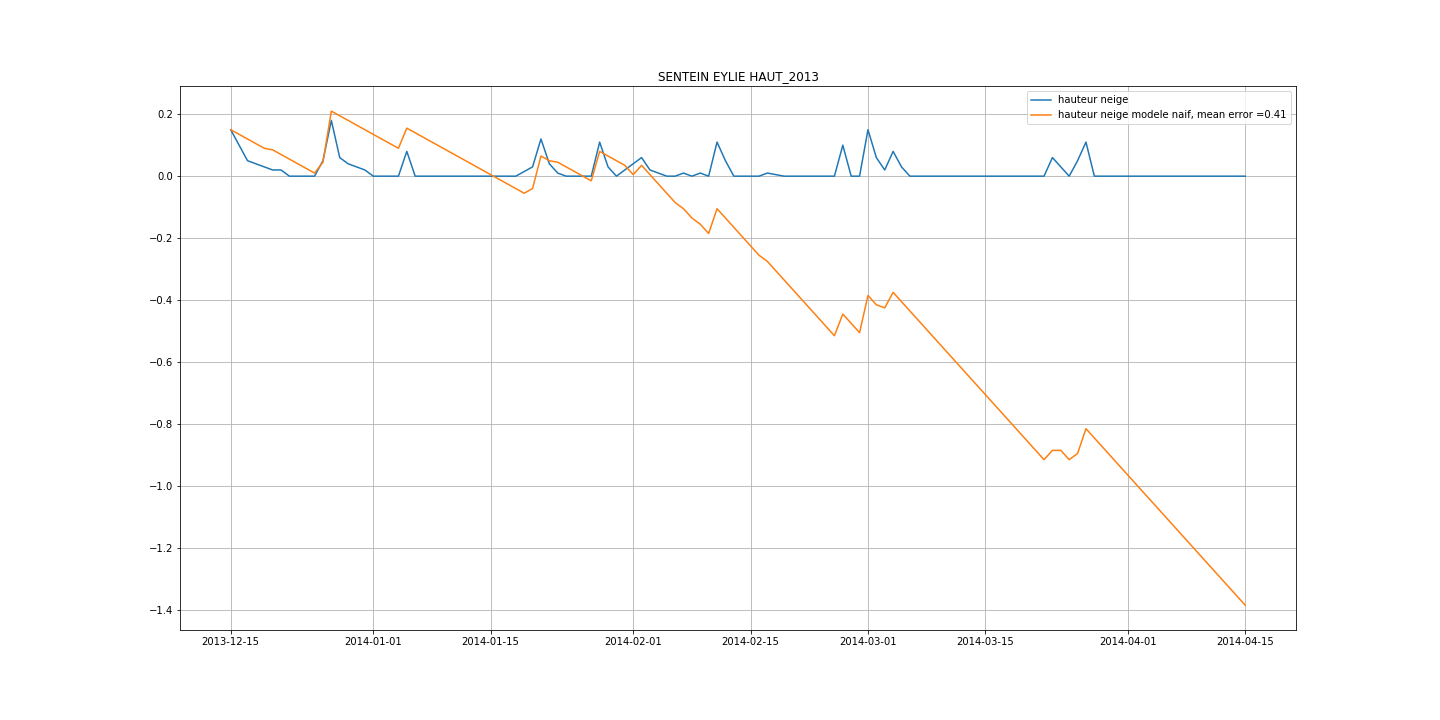 SENTEIN EYLIE HAUT_2013
hauteur neige
hauteur neige modele naif, mean error =0.41
0.2
0.0
−0.2
−0.4
−0.6
−0.8
−1.0
−1.2
−1.4
2013-12-15 2014-01-01 2014-01-15 2014-02-01 2014-02-15 2014-03-01 2014-03-15 2014-04-01 2014-04-15